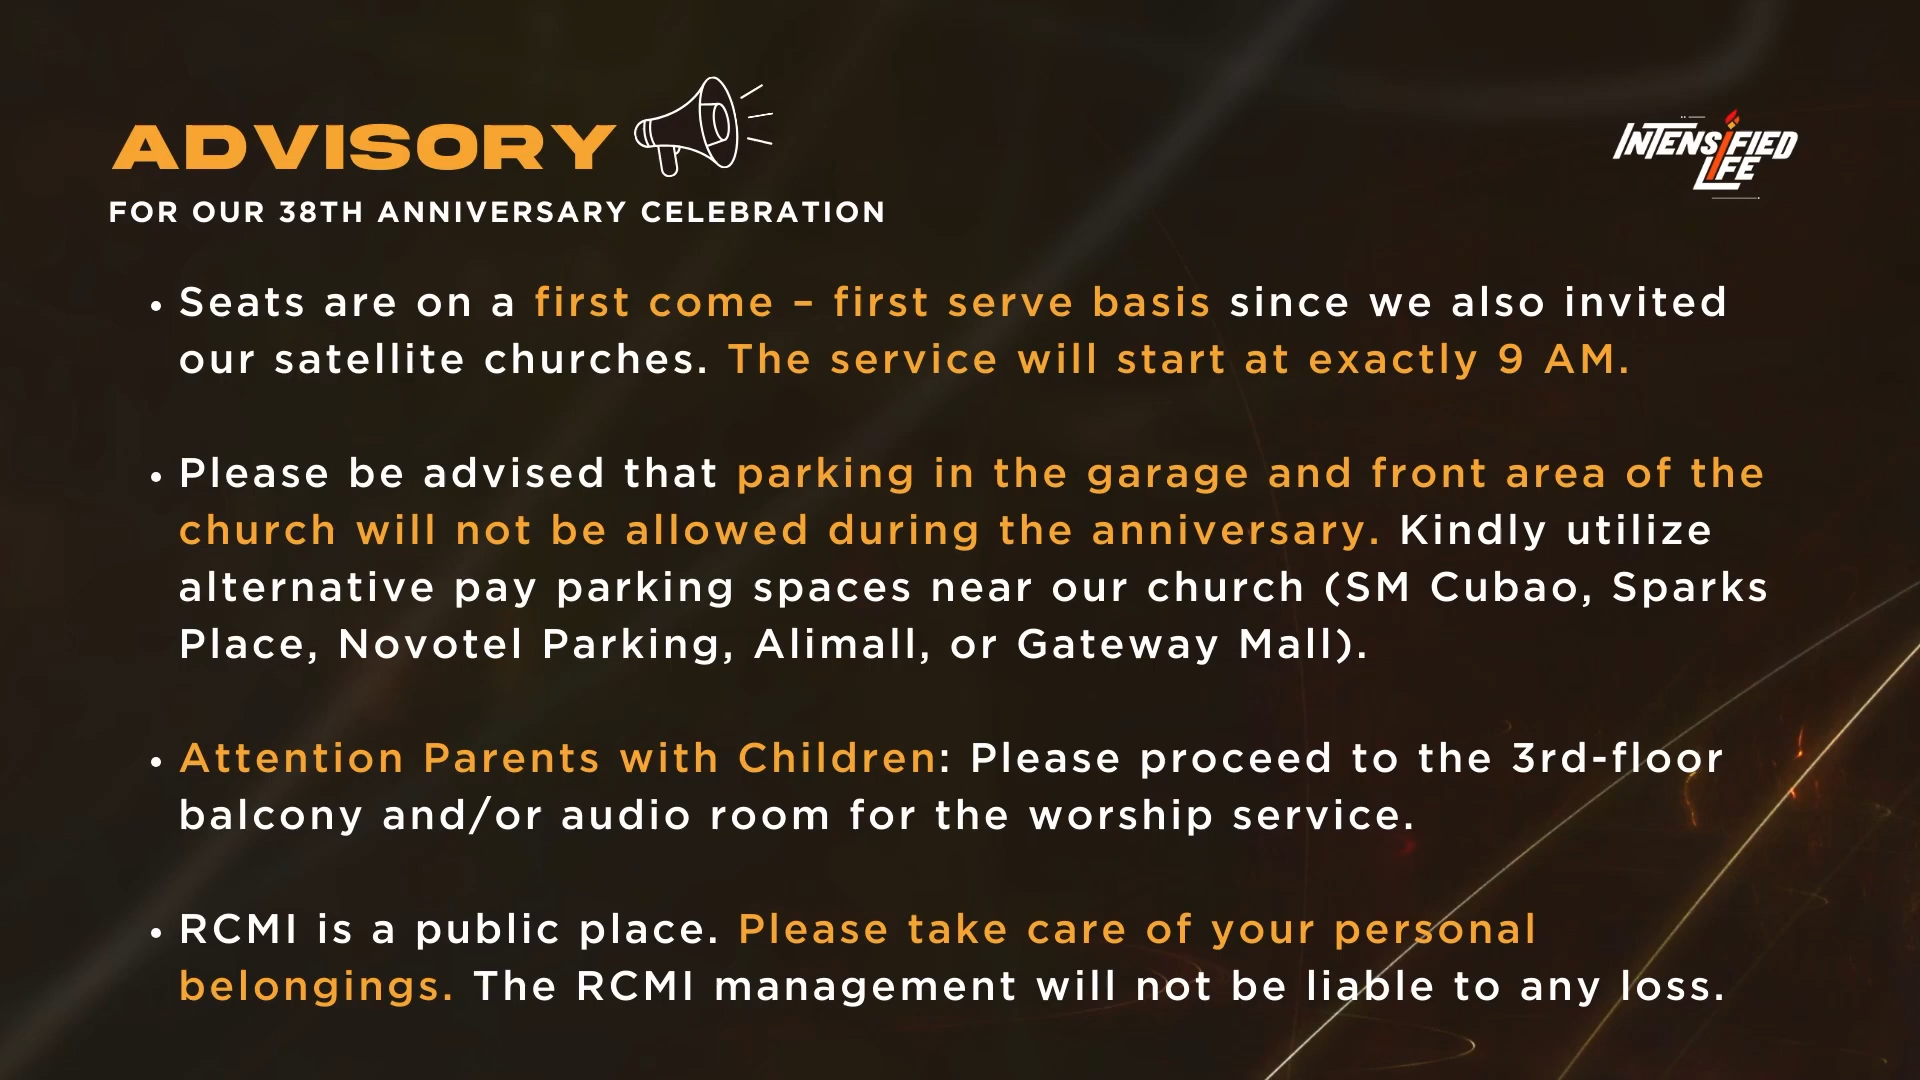 ADVISORY
FOR OUR 38TH ANNIVERSARY CELEBRATION
INTENSIFIED
LIFE
• Seats are on a first come – first serve basis since we also invited
our satellite churches. The service will start at exactly 9 AM.
• Please be advised that parking in the garage and front area of the
church will not be allowed during the anniversary. Kindly utilize
alternative pay parking spaces near our church (SM Cubao, Sparks
Place, Novotel Parking, Alimall, or Gateway Mall).
• Attention Parents with Children: Please proceed to the 3rd-floor
balcony and/or audio room for the worship service.
• RCMI is a public place. Please take care of your personal
belongings. The RCMI management will not be liable to any loss.